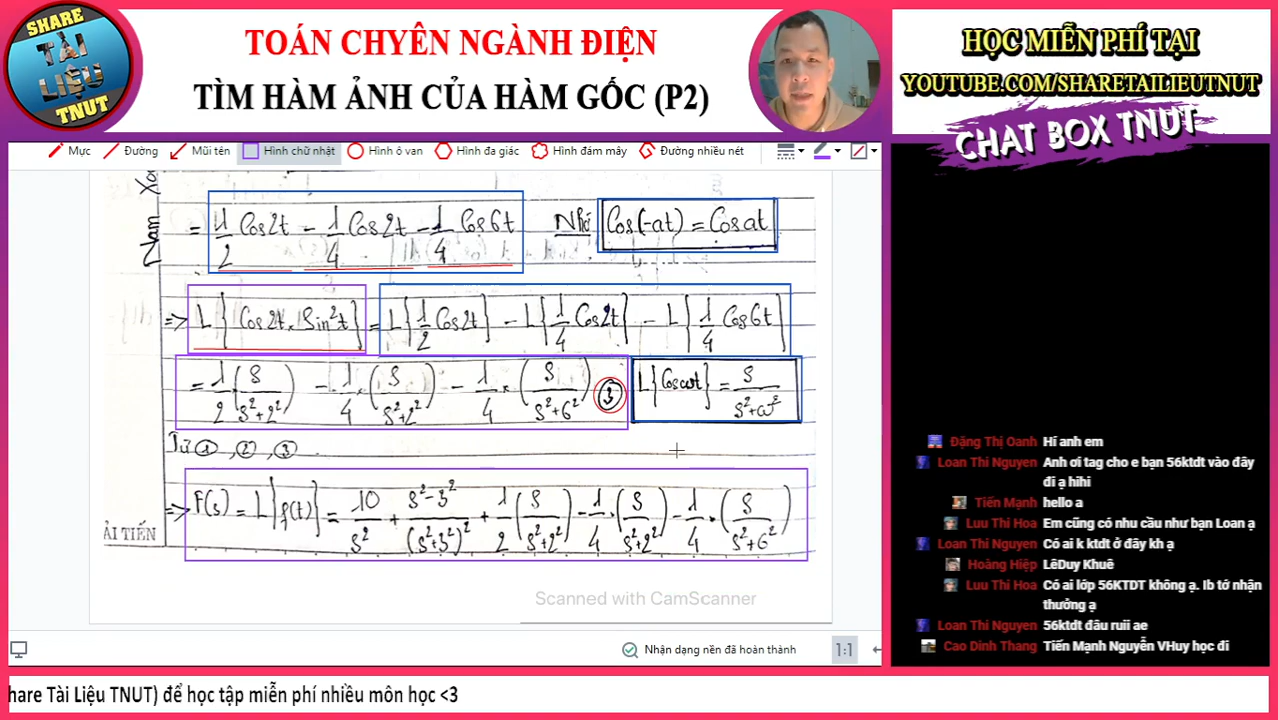 SHARE
TÀI
LIỆU
TNUT
TOÁN CHYÊN NGÀNH ĐIỆN
TÌM HÀM ẢNH CỦA HÀM GỐC (P2)
HỌC MIỄN PHÍ TẠI
YOUTUBE.COM/SHARETAILIEUTNUT
CHAT BOX TNUT
Mực Đường Mũi tên Hình chữ nhật Hình ô van Hình đa giác Hình đám mây Đường nhiều nét
Nam
= 1/2 Cos2t - 1/4 Cos2t - 1/4 Cos6t Nhớ Cos(-at) = Cosat
=> L{Cos2t.Sin²t} = L{1/2 Cos2t} - L{1/4 Cos2t} - L{1/4 Cos6t}
= 1/2 (S/(S²+2²)) - 1/4 . (S/(S²+2²)) - 1/4 . (S/(S²+6²)) ③ L{Cosωt} = S/(S²+ω²)
Từ ①, ②, ③
=> F(s) = L{f(t)} = 10/S² + (S²-3²)/(S²+3²)² + 1/2 (S/(S²+2²)) - 1/4 . (S/(S²+2²)) - 1/4 . (S/(S²+6²))
ẢI TIẾN
Scanned with CamScanner
Nhận dạng nền đã hoàn thành 1:1
Đặng Thị Oanh Hí anh em
Loan Thi Nguyen Anh ơi tag cho e bạn 56ktdt vào đây
đi ạ hihi
Tiến Mạnh hello a
Luu Thi Hoa Em cũng có nhu cầu như bạn Loan ạ
Loan Thi Nguyen Có ai k ktdt ở đây kh ạ
Hoàng Hiệp LêDuy Khuê
Luu Thi Hoa Có ai lớp 56KTDT không ạ. Ib tớ nhận
thưởng ạ
Loan Thi Nguyen 56ktdt đâu ruii ae
Cao Dinh Thang Tiến Mạnh Nguyễn VHuy học đi
hare Tài Liệu TNUT) để học tập miễn phí nhiều môn học <3